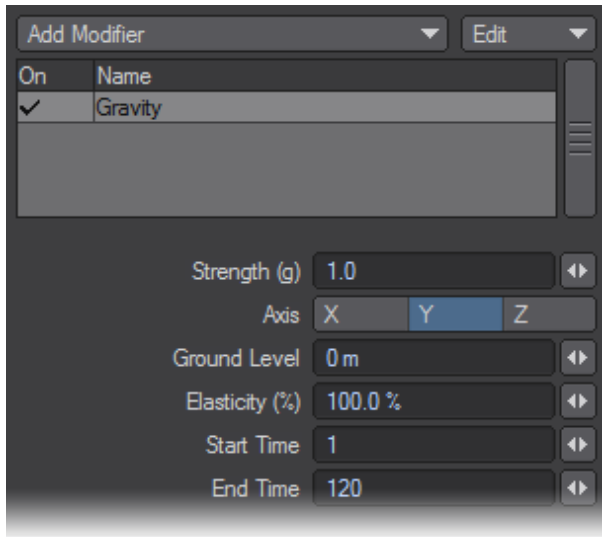 Add Modifier Edit
On Name
Gravity
Strength (g) 1.0
Axis X Y Z
Ground Level 0 m
Elasticity (%) 100.0 %
Start Time 1
End Time 120